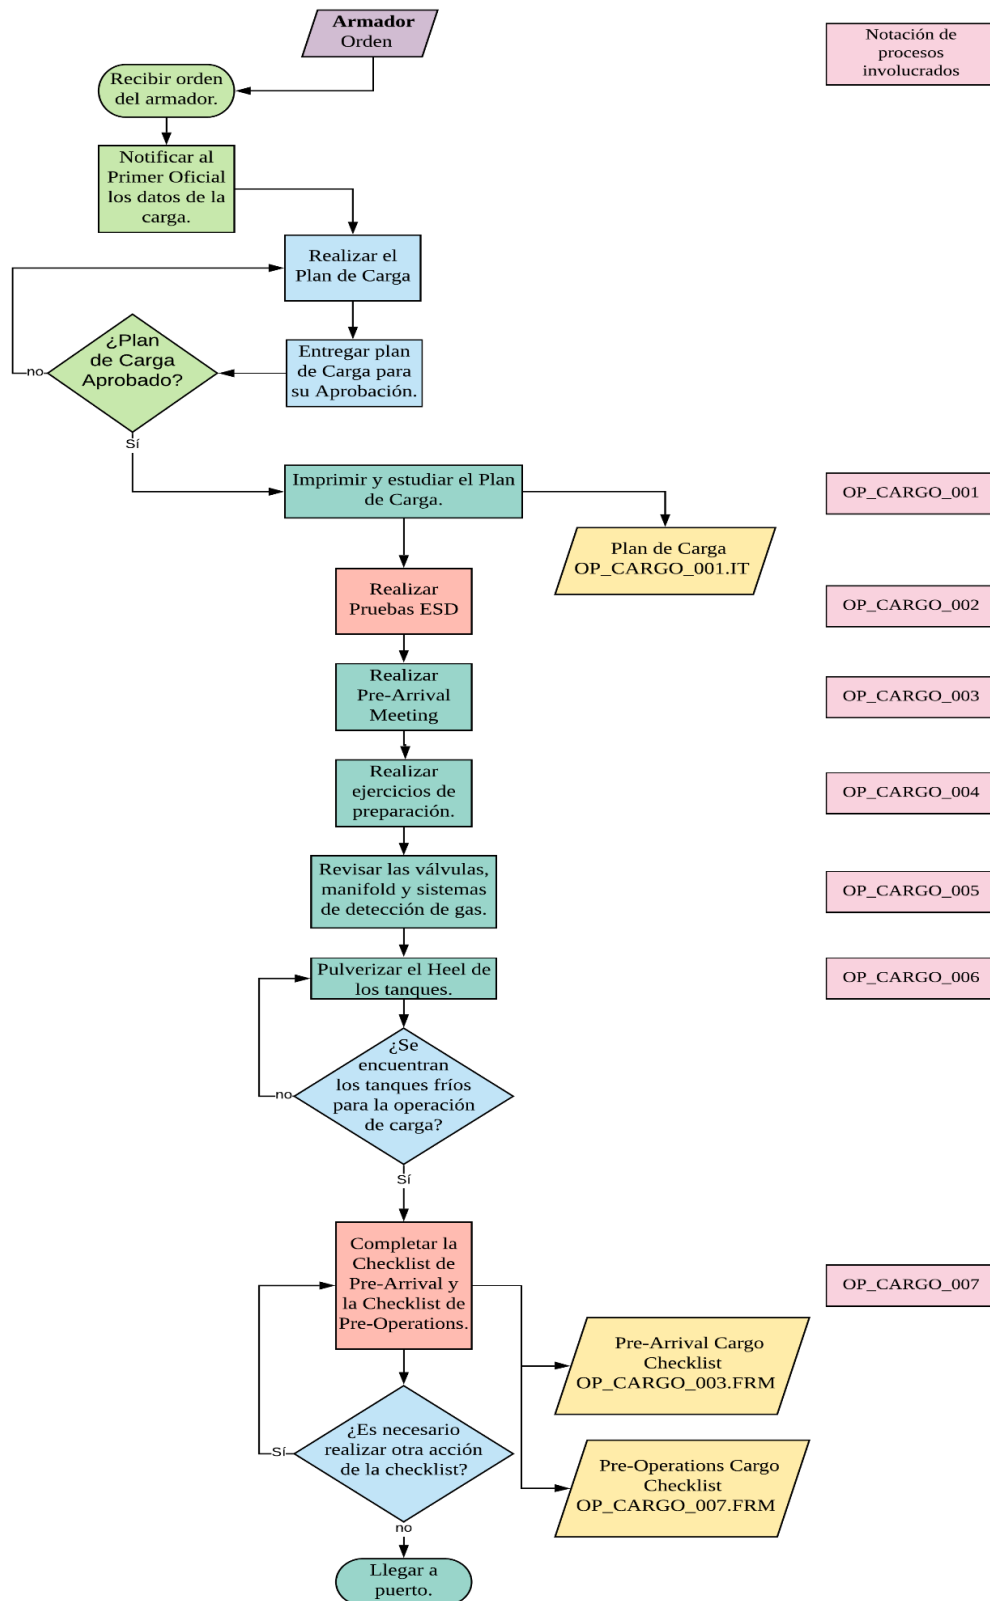 Armador
Orden
Notación de
procesos
involucrados
Recibir orden
del armador.
Notificar al
Primer Oficial
los datos de la
carga.
Realizar el
Plan de Carga
Entregar plan
de Carga para
su Aprobación.
¿Plan
de Carga
Aprobado?
no
Sí
Imprimir y estudiar el Plan
de Carga.
OP_CARGO_001
Plan de Carga
OP_CARGO_001.IT
Realizar
Pruebas ESD
OP_CARGO_002
Realizar
Pre-Arrival
Meeting
OP_CARGO_003
Realizar
ejercicios de
preparación.
OP_CARGO_004
Revisar las válvulas,
manifold y sistemas
de detección de gas.
OP_CARGO_005
Pulverizar el Heel de
los tanques.
OP_CARGO_006
¿Se
encuentran
los tanques fríos
para la operación
de carga?
no
Sí
Completar la
Checklist de
Pre-Arrival y
la Checklist de
Pre-Operations.
OP_CARGO_007
Pre-Arrival Cargo
Checklist
OP_CARGO_003.FRM
¿Es necesario
realizar otra acción
de la checklist?
Sí
Pre-Operations Cargo
Checklist
OP_CARGO_007.FRM
no
Llegar a
puerto.